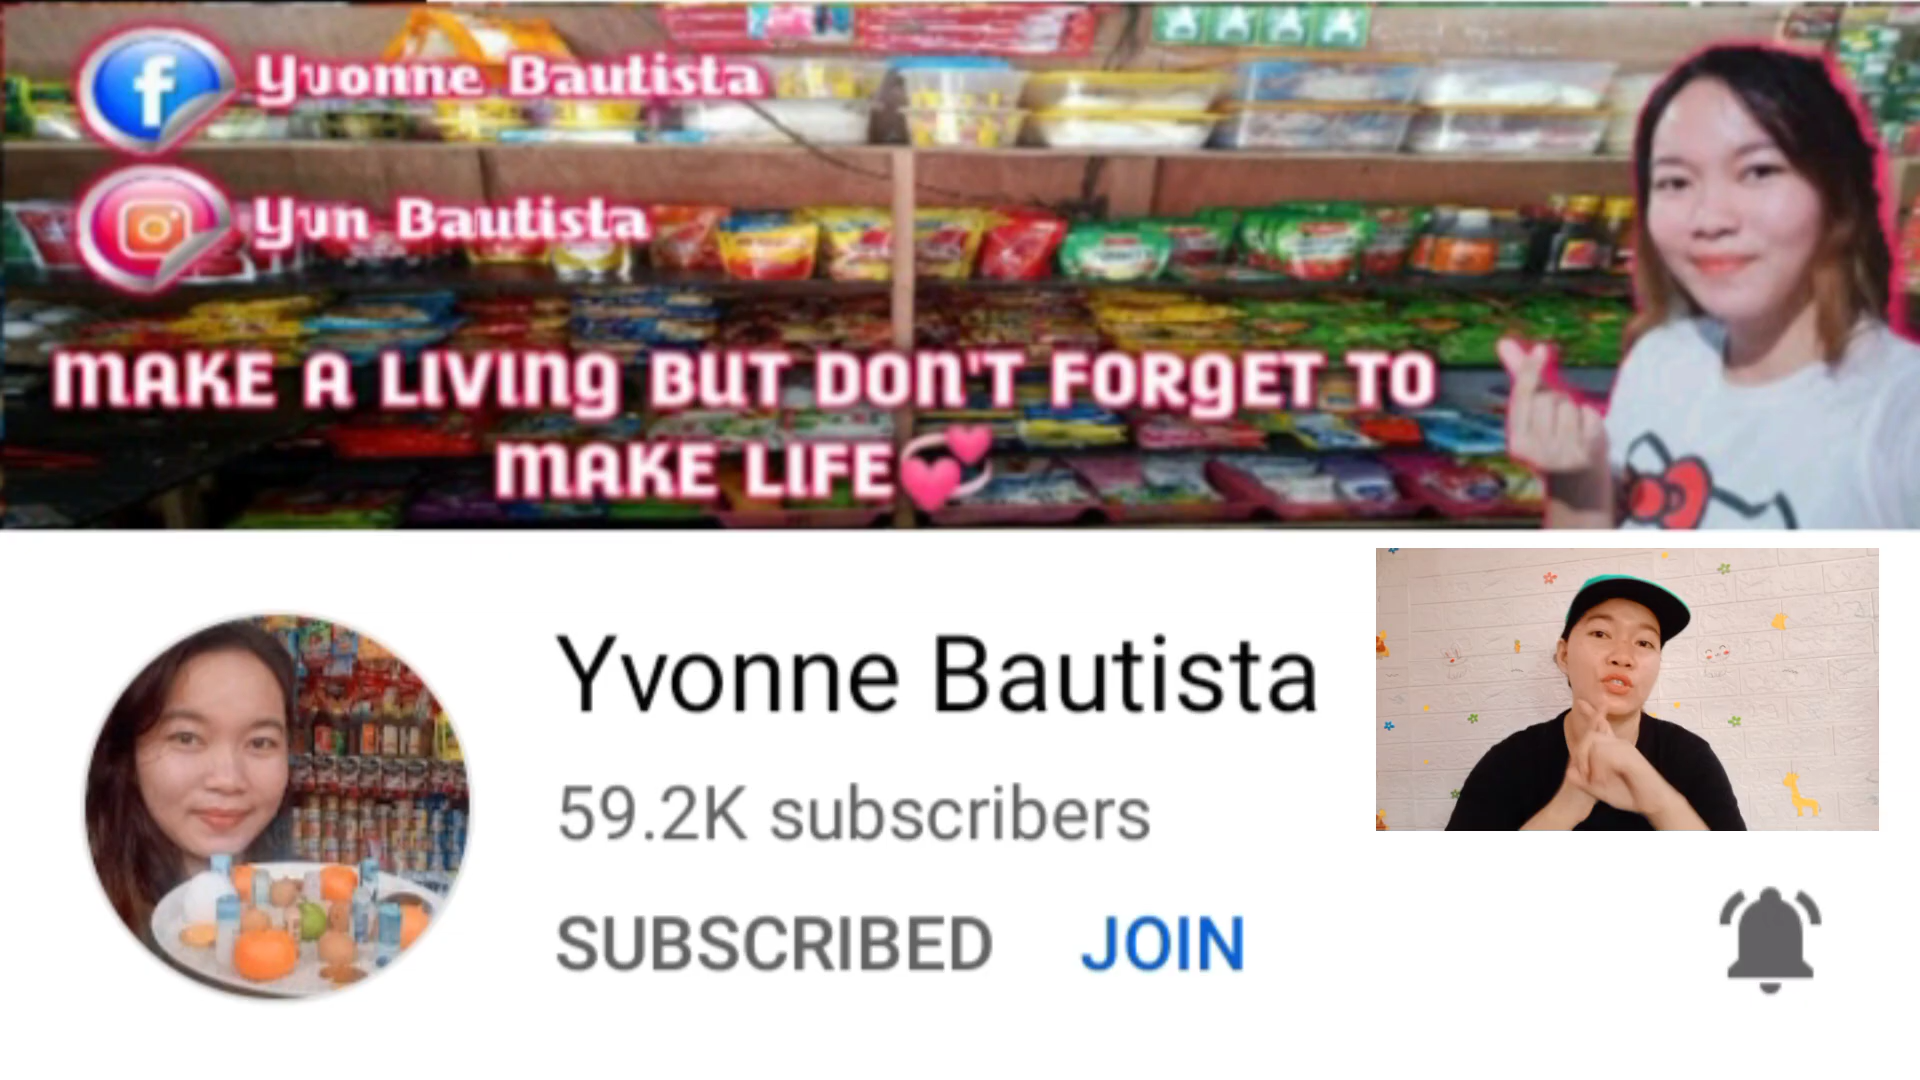 Yvonne Bautista
Yvn Bautista
MAKE A LIVING BUT DON'T FORGET TO
MAKE LIFE
Yvonne Bautista
59.2K subscribers
SUBSCRIBED JOIN